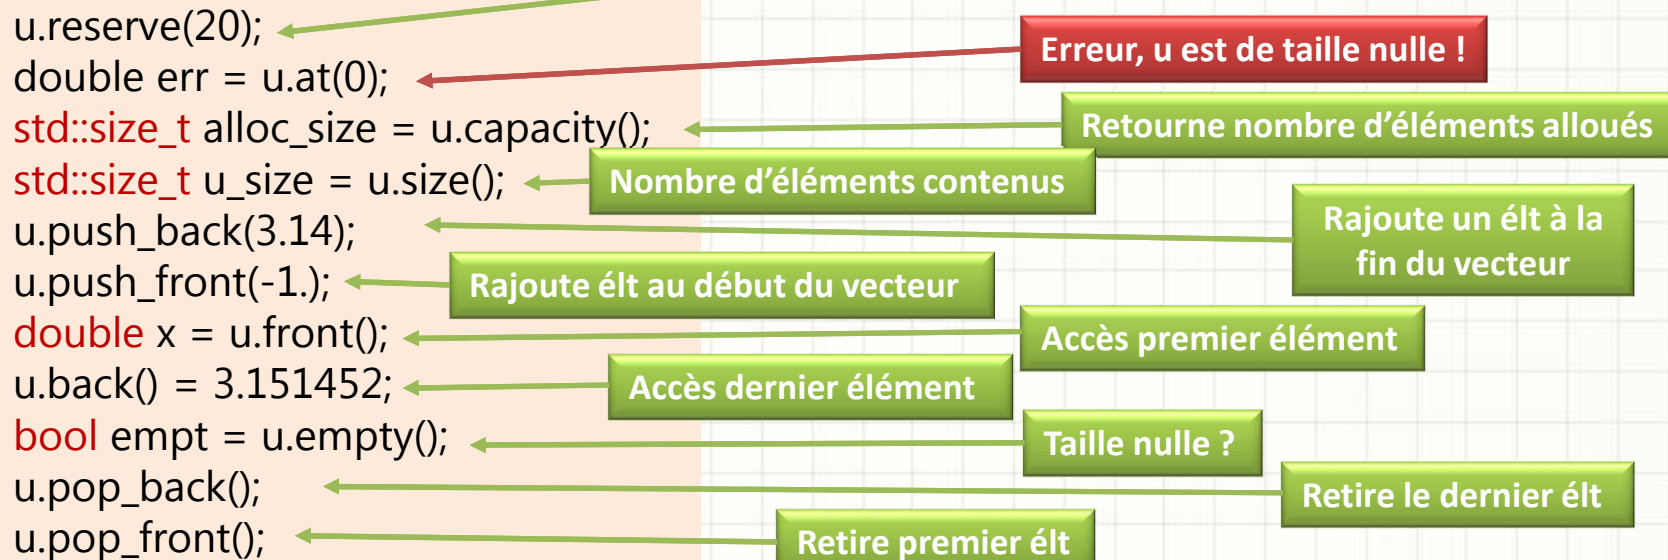 u.reserve(20);
Erreur, u est de taille nulle !
double err = u.at(0);
Retourne nombre d'éléments alloués
std::size_t alloc_size = u.capacity();
Nombre d'éléments contenus
std::size_t u_size = u.size();
Rajoute un élt à la
fin du vecteur
u.push_back(3.14);
Rajoute élt au début du vecteur
u.push_front(-1.);
Accès premier élément
double x = u.front();
Accès dernier élément
u.back() = 3.151452;
Taille nulle ?
bool empt = u.empty();
Retire le dernier élt
u.pop_back();
Retire premier élt
u.pop_front();